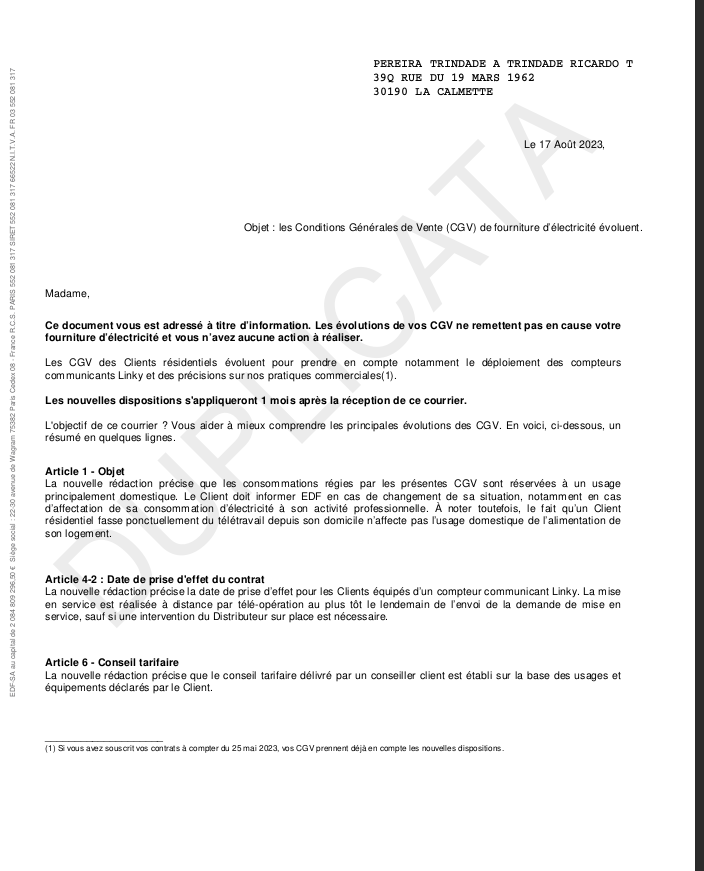 PEREIRA TRINDADE A TRINDADE RICARDO T
39Q RUE DU 19 MARS 1962
30190 LA CALMETTE
Le 17 Août 2023,
Objet : les Conditions Générales de Vente (CGV) de fourniture d'électricité évoluent.
Madame,
Ce document vous est adressé à titre d'information. Les évolutions de vos CGV ne remettent pas en cause votre
fourniture d'électricité et vous n'avez aucune action à réaliser.
Les CGV des Clients résidentiels évoluent pour prendre en compte notamment le déploiement des compteurs
communicants Linky et des précisions sur nos pratiques commerciales(1).
Les nouvelles dispositions s'appliqueront 1 mois après la réception de ce courrier.
L'objectif de ce courrier ? Vous aider à mieux comprendre les principales évolutions des CGV. En voici, ci-dessous, un
résumé en quelques lignes.
Article 1 - Objet
La nouvelle rédaction précise que les consommations régies par les présentes CGV sont réservées à un usage
principalement domestique. Le Client doit informer EDF en cas de changement de sa situation, notamment en cas
d'affectation de sa consommation d'électricité à son activité professionnelle. À noter toutefois, le fait qu'un Client
résidentiel fasse ponctuellement du télétravail depuis son domicile n'affecte pas l'usage domestique de l'alimentation de
son logement.
Article 4-2 : Date de prise d'effet du contrat
La nouvelle rédaction précise la date de prise d'effet pour les Clients équipés d'un compteur communicant Linky. La mise
en service est réalisée à distance par télé-opération au plus tôt le lendemain de l'envoi de la demande de mise en
service, sauf si une intervention du Distributeur sur place est nécessaire.
Article 6 - Conseil tarifaire
La nouvelle rédaction précise que le conseil tarifaire délivré par un conseiller client est établi sur la base des usages et
équipements déclarés par le Client.
(1) Si vous avez souscrit vos contrats à compter du 25 mai 2023, vos CGV prennent déjà en compte les nouvelles dispositions.
EDF-SA au capital de 2 084 809 296,50 € Siège social : 22-30 avenue de Wagram 75382 Paris Cedex 08 - France R.C.S. PARIS 552 081 317 SIRET 552 081 317 66522 N.I.T.V.A. FR 03 552 081 317
DUPLICATA